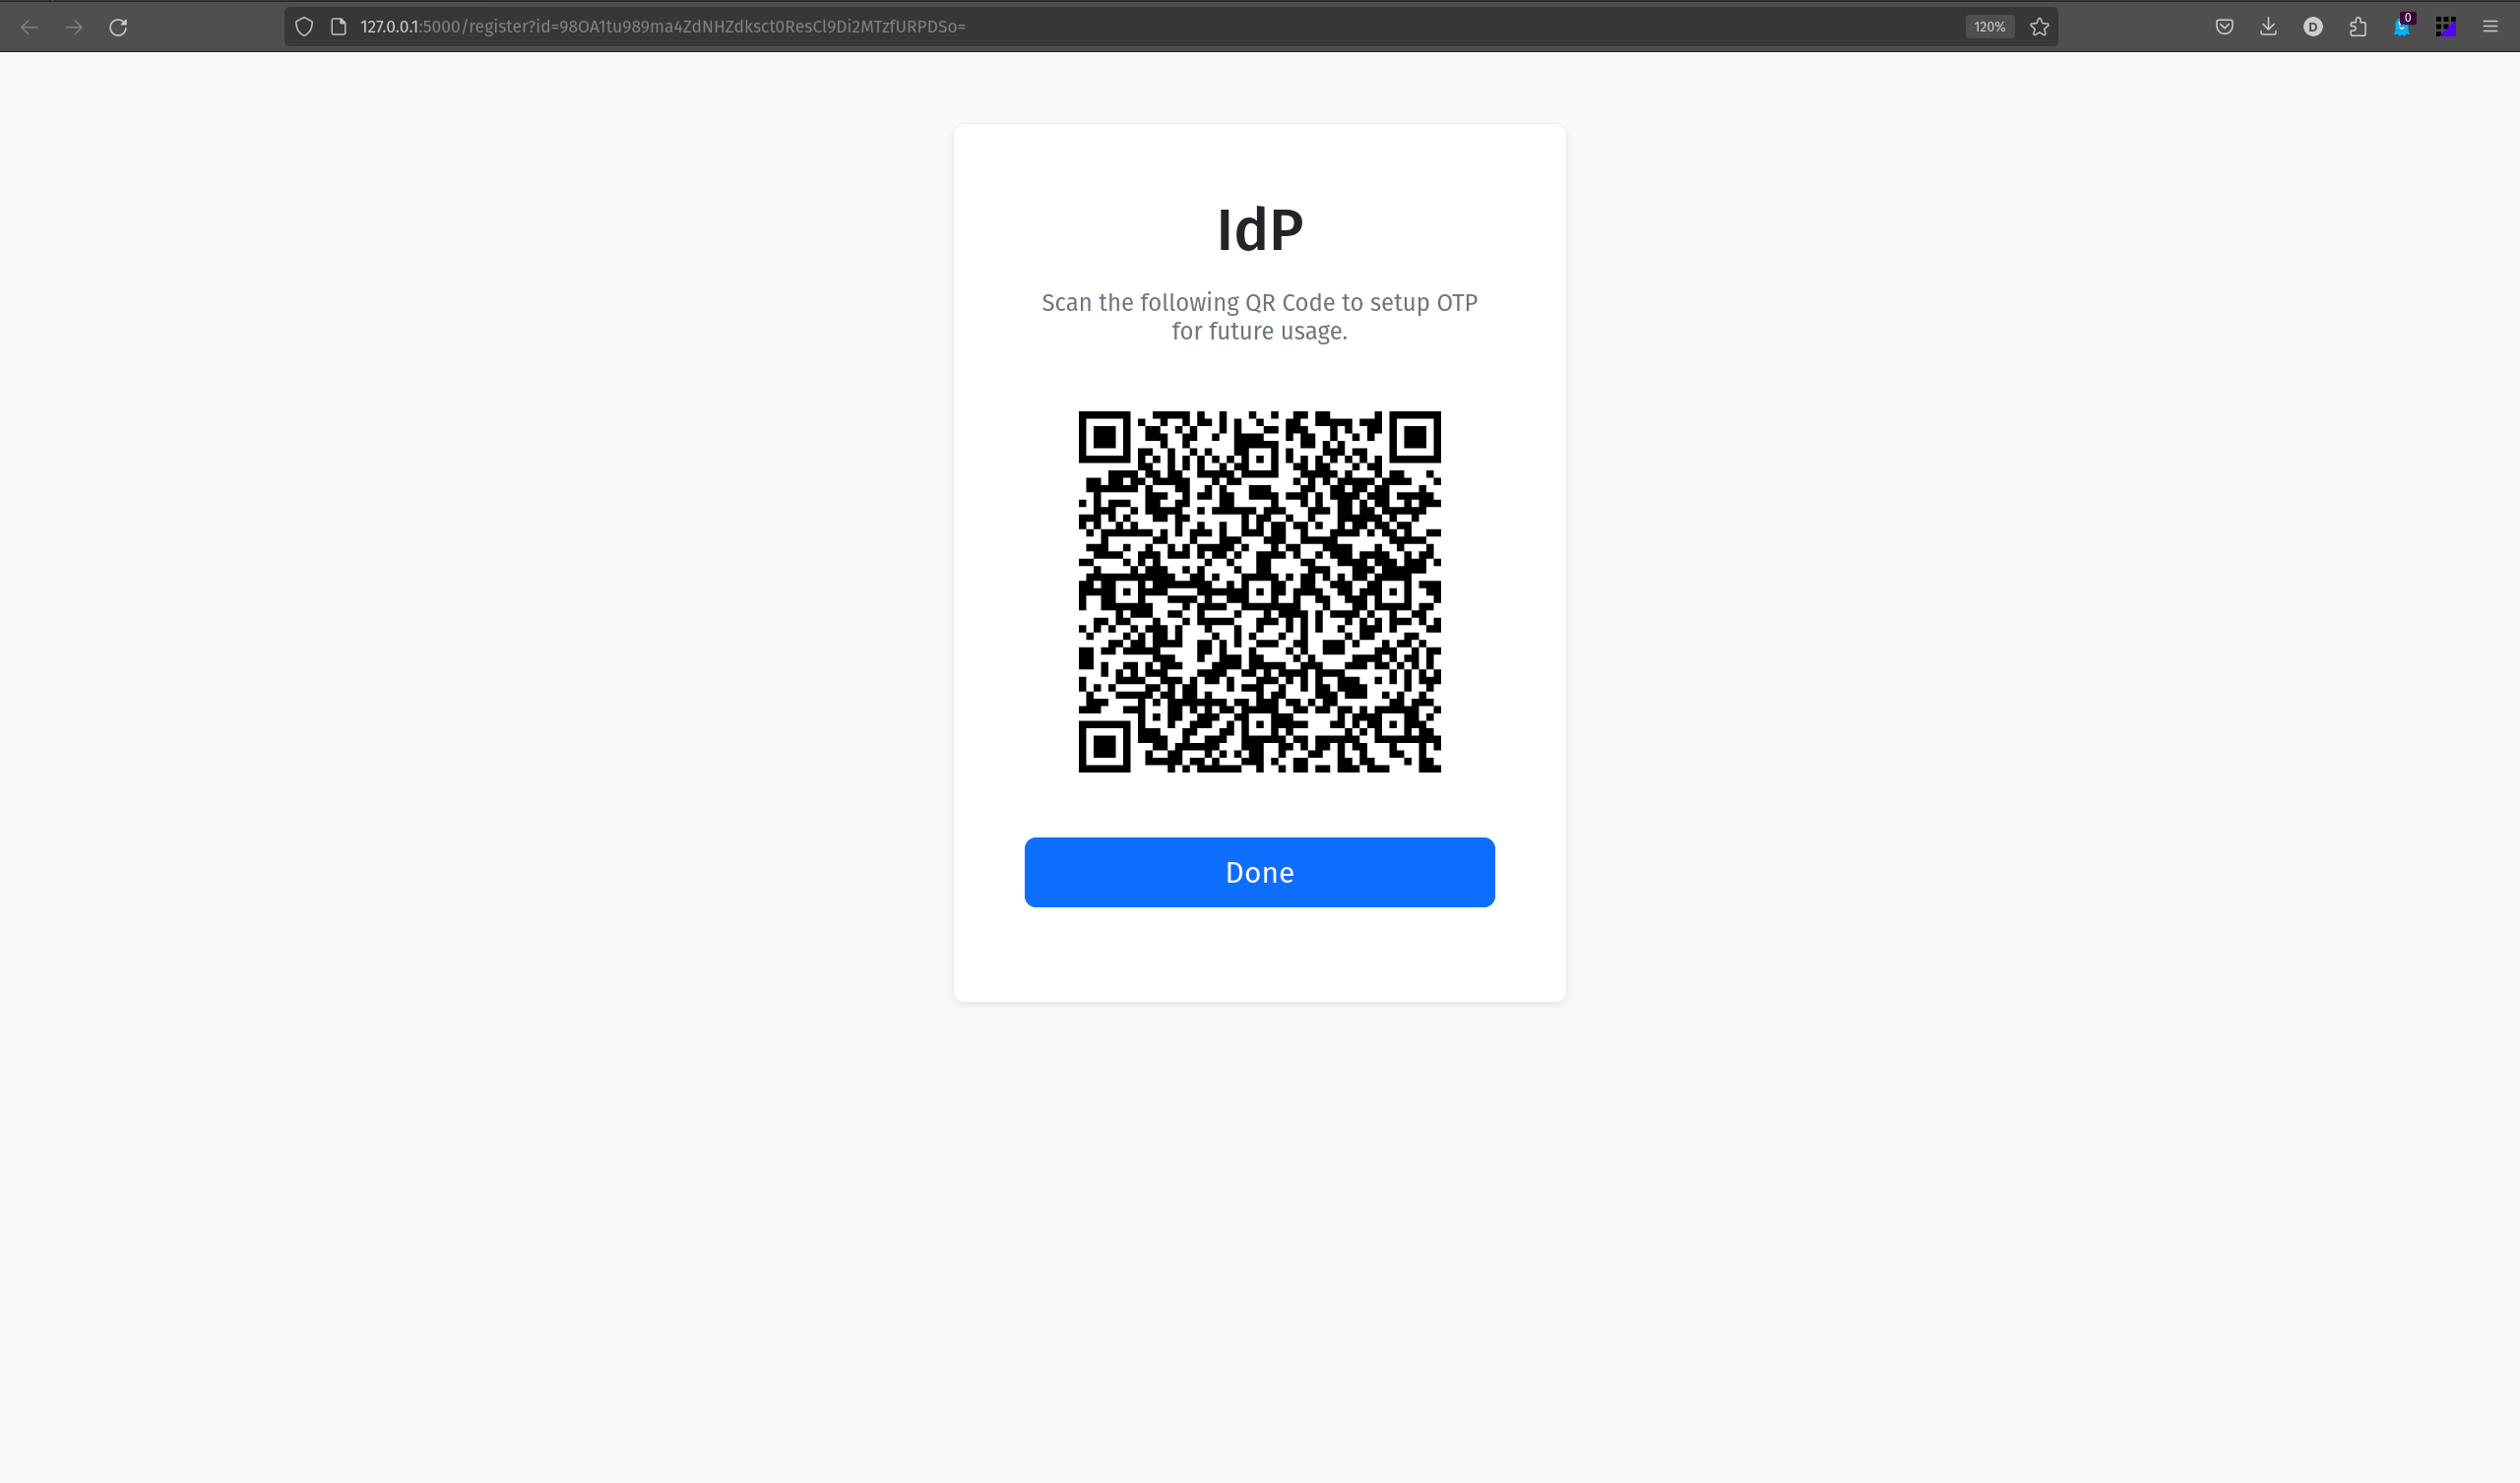 127.0.0.1:5000/register?id=98OA1tu989ma4ZdNHZdksct0ResCl9Di2MTzfURPDSo=
120%
D
0
IdP
Scan the following QR Code to setup OTP
for future usage.
Done